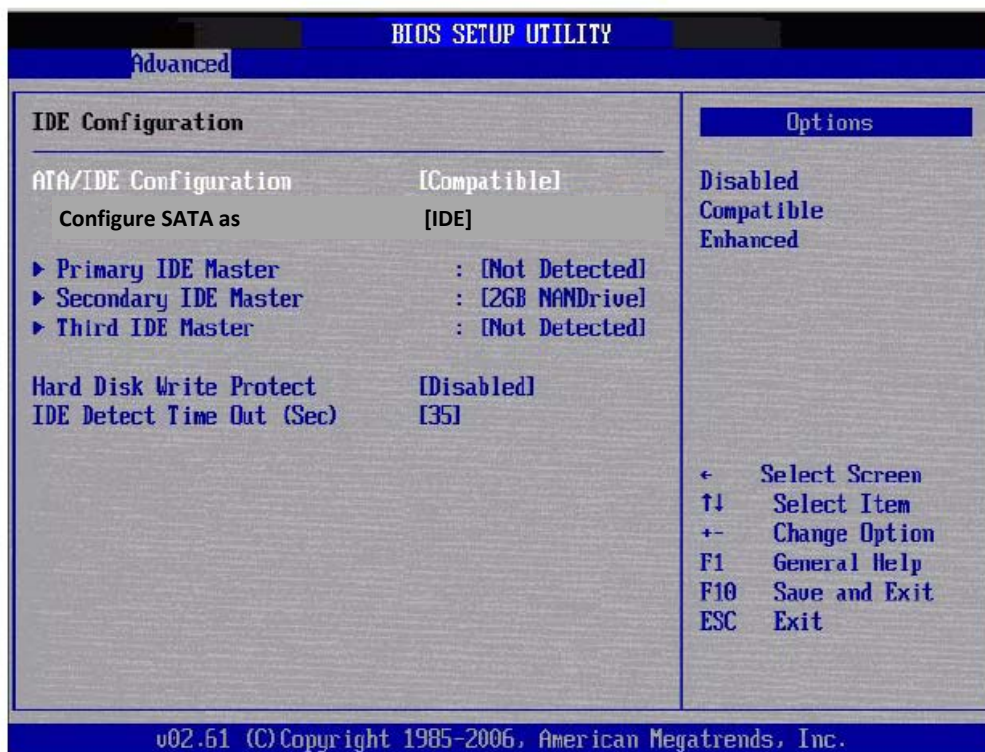 BIOS SETUP UTILITY
Advanced
IDE Configuration
ATA/IDE Configuration [Compatible]
Configure SATA as [IDE]
▶ Primary IDE Master : [Not Detected]
▶ Secondary IDE Master : [2GB NANDrive]
▶ Third IDE Master : [Not Detected]
Hard Disk Write Protect [Disabled]
IDE Detect Time Out (Sec) [35]
Options
Disabled
Compatible
Enhanced
← Select Screen
↑↓ Select Item
+- Change Option
F1 General Help
F10 Save and Exit
ESC Exit
v02.61 (C)Copyright 1985-2006, American Megatrends, Inc.